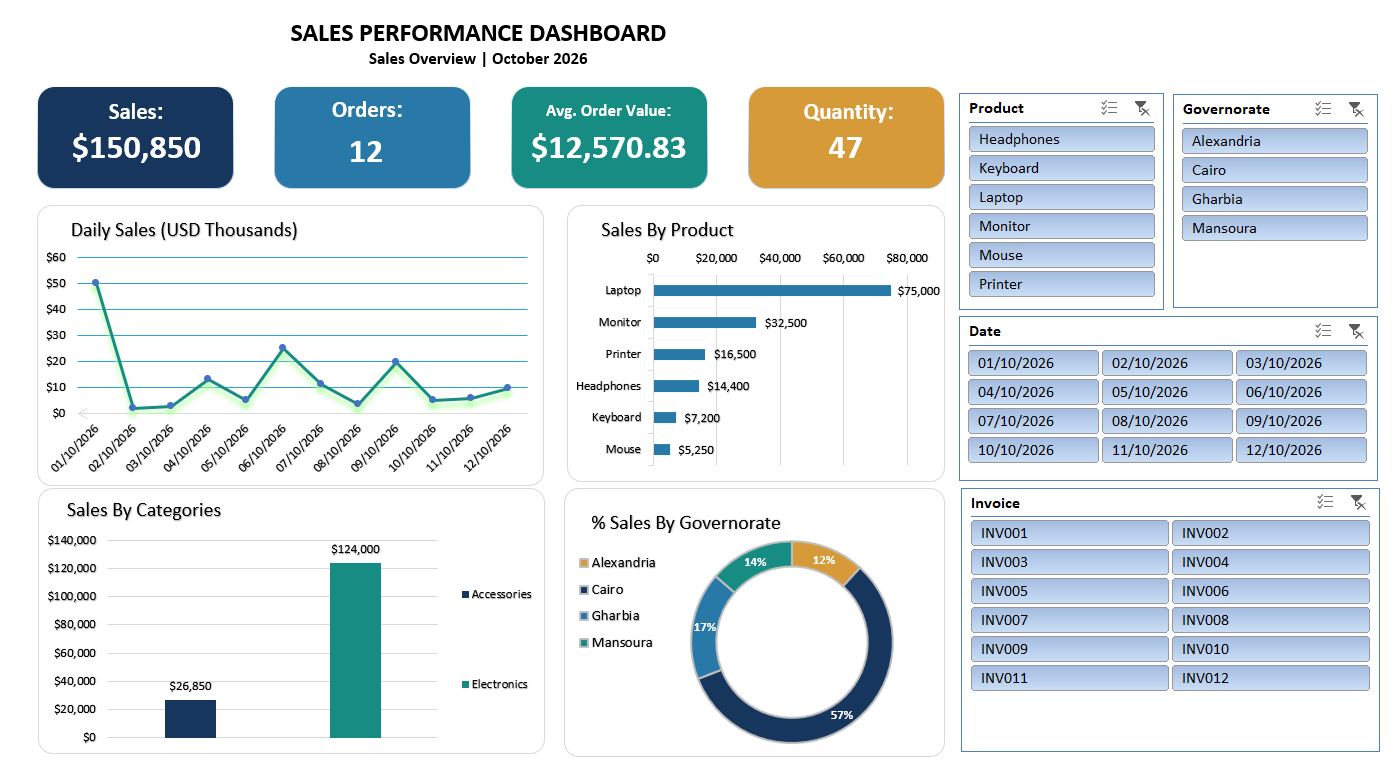 SALES PERFORMANCE DASHBOARD
Sales Overview | October 2026
Sales:
$150,850
Orders:
12
Avg. Order Value:
$12,570.83
Quantity:
47
Daily Sales (USD Thousands)
$60
$50
$40
$30
$20
$10
$0
01/10/2026
02/10/2026
03/10/2026
04/10/2026
05/10/2026
06/10/2026
07/10/2026
08/10/2026
09/10/2026
10/10/2026
11/10/2026
12/10/2026
Sales By Product
$0 $20,000 $40,000 $60,000 $80,000
Laptop $75,000
Monitor $32,500
Printer $16,500
Headphones $14,400
Keyboard $7,200
Mouse $5,250
Sales By Categories
$140,000
$120,000
$100,000
$80,000
$60,000
$40,000
$20,000
$0
$26,850
$124,000
Accessories
Electronics
% Sales By Governorate
Alexandria
Cairo
Gharbia
Mansoura
12%
57%
17%
14%
Product
Headphones
Keyboard
Laptop
Monitor
Mouse
Printer
Governorate
Alexandria
Cairo
Gharbia
Mansoura
Date
01/10/2026 02/10/2026 03/10/2026
04/10/2026 05/10/2026 06/10/2026
07/10/2026 08/10/2026 09/10/2026
10/10/2026 11/10/2026 12/10/2026
Invoice
INV001 INV002
INV003 INV004
INV005 INV006
INV007 INV008
INV009 INV010
INV011 INV012